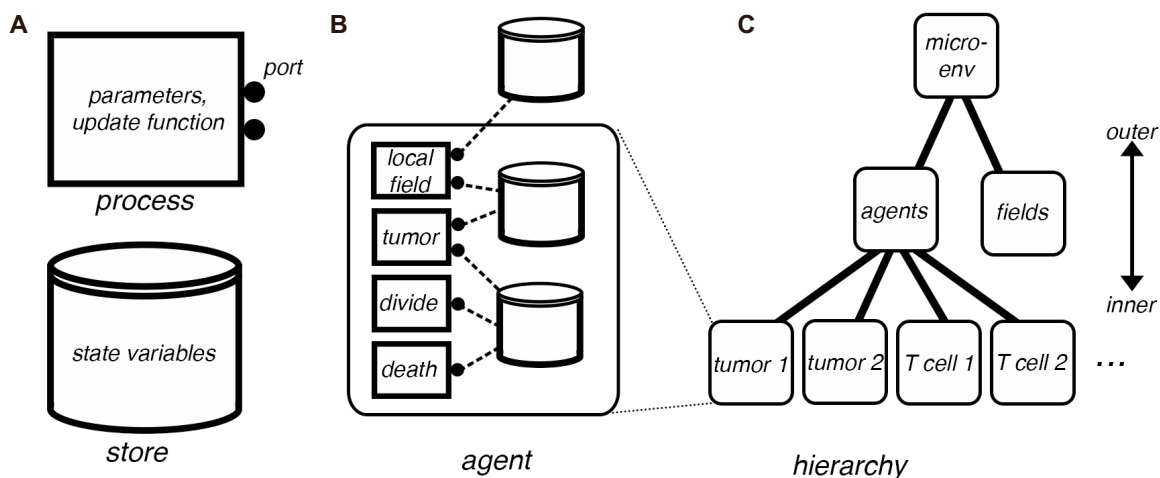 A
parameters,
update function
port
process
state variables
store
B
local
field
tumor
divide
death
agent
C
micro-
env
agents
fields
outer
inner
tumor 1
tumor 2
T cell 1
T cell 2
...
hierarchy